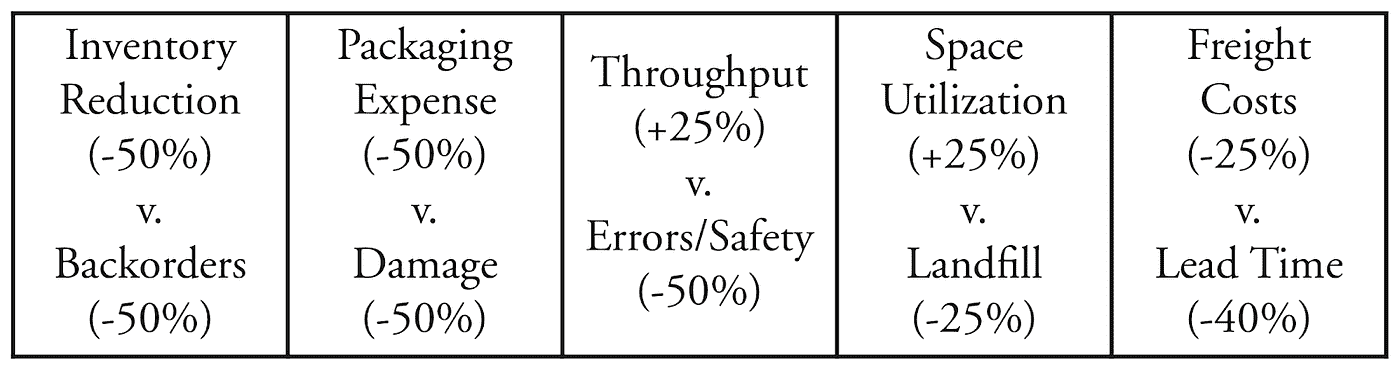 Inventory
Reduction
(-50%)
v.
Backorders
(-50%)
Packaging
Expense
(-50%)
v.
Damage
(-50%)
Throughput
(+25%)
v.
Errors/Safety
(-50%)
Space
Utilization
(+25%)
v.
Landfill
(-25%)
Freight
Costs
(-25%)
v.
Lead Time
(-40%)